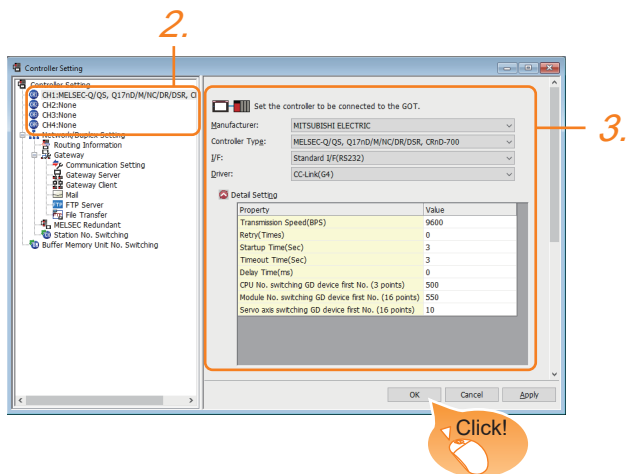 2.
Controller Setting
Controller Setting
CH1:MELSEC-Q/QS, Q17nD/M/NC/DR/DSR, C
CH2:None
CH3:None
CH4:None
Network/Duplex Setting
Routing Information
Gateway
Communication Setting
Gateway Server
Gateway Client
Mail
FTP Server
File Transfer
MELSEC Redundant
Station No. Switching
Buffer Memory Unit No. Switching
Set the controller to be connected to the GOT.
Manufacturer: MITSUBISHI ELECTRIC
Controller Type: MELSEC-Q/QS, Q17nD/M/NC/DR/DSR, CRnD-700
I/F: Standard I/F(RS232)
Driver: CC-Link(G4)
Detail Setting
Property Value
Transmission Speed(BPS) 9600
Retry(Times) 0
Startup Time(Sec) 3
Timeout Time(Sec) 3
Delay Time(ms) 0
CPU No. switching GD device first No. (3 points) 500
Module No. switching GD device first No. (16 points) 550
Servo axis switching GD device first No. (16 points) 10
3.
OK Cancel Apply
Click!